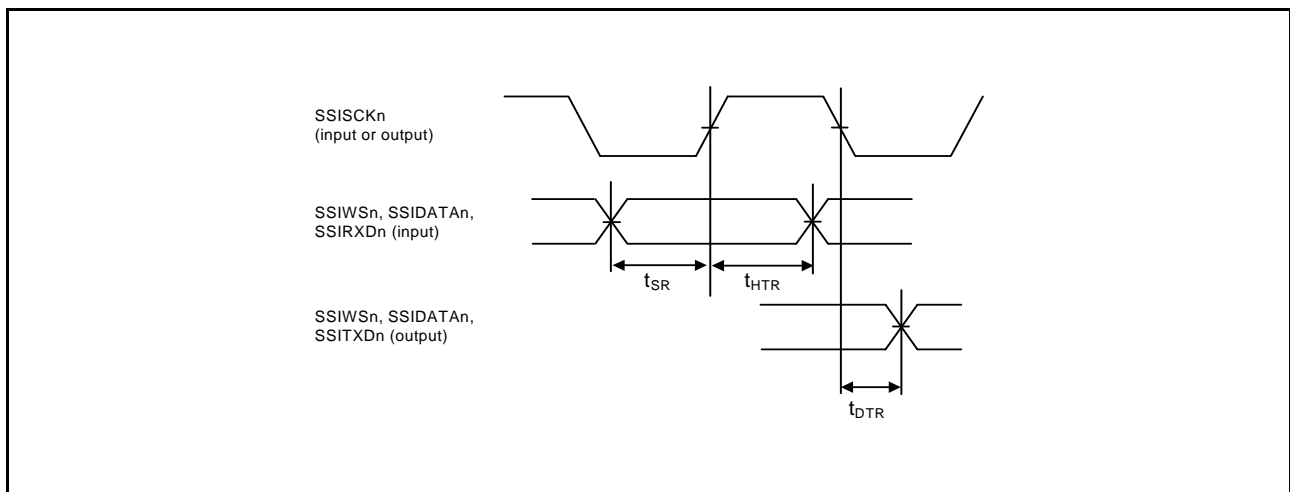 SSISCKn
(input or output)
SSIWSn, SSIDATAn,
SSIRXDn (input)
tSR
tHTR
SSIWSn, SSIDATAn,
SSITXDn (output)
tDTR